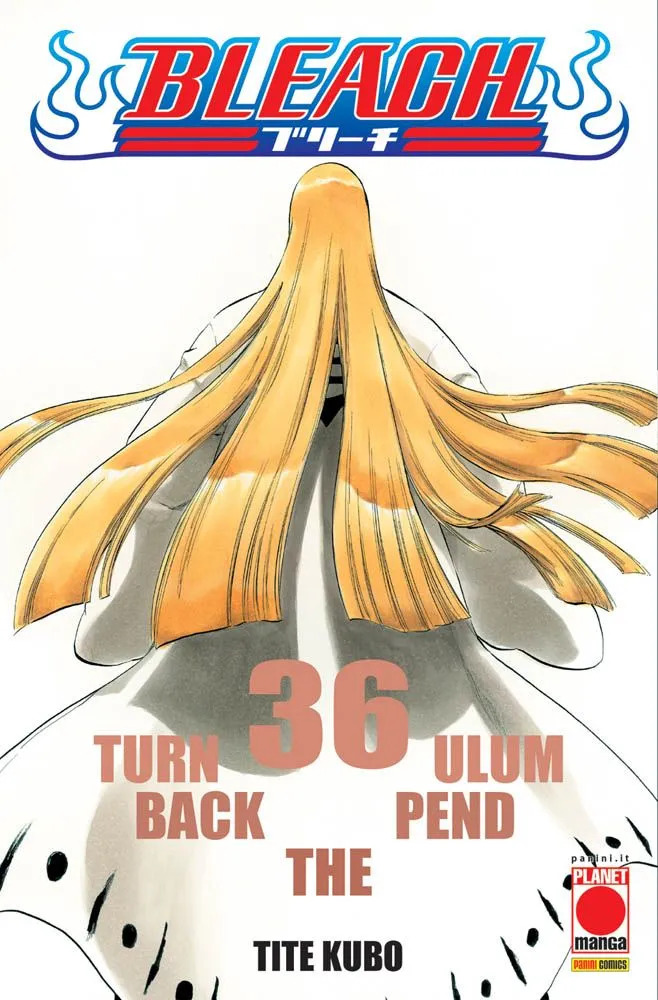 BLEACH
ブリーチ
36
TURN ULUM
BACK PEND
THE
TITE KUBO
panini.it
PLANET
manga
PANINI COMICS